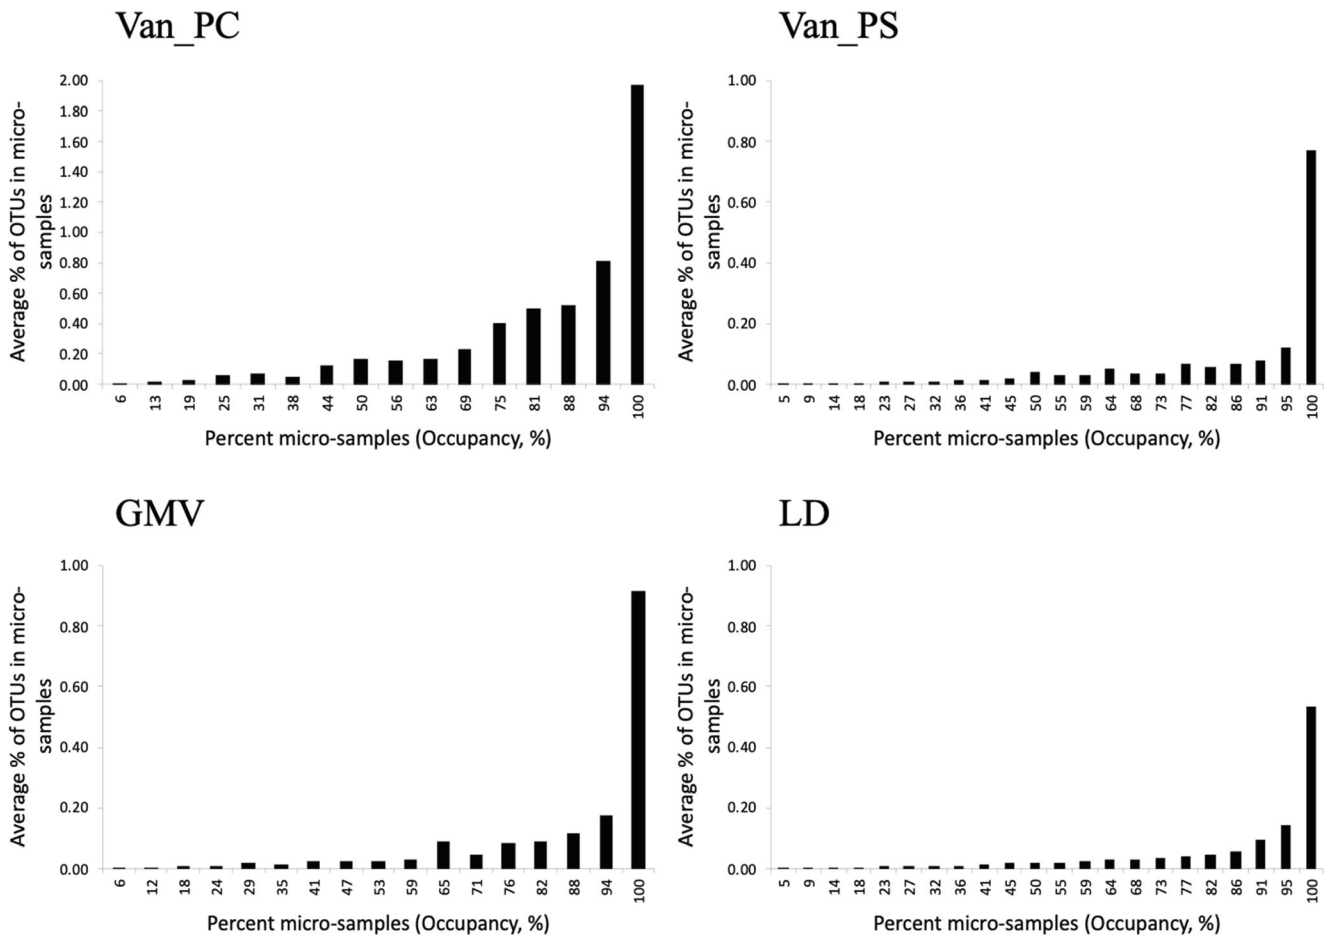 Van_PC
Average % of OTUs in micro-
samples
2.00
1.80
1.60
1.40
1.20
1.00
0.80
0.60
0.40
0.20
0.00
6 13 19 25 31 38 44 50 56 63 69 75 81 88 94 100
Percent micro-samples (Occupancy, %)
Van_PS
Average % of OTUs in micro-
samples
1.00
0.80
0.60
0.40
0.20
0.00
5 9 14 18 23 27 32 36 41 45 50 55 59 64 68 73 77 82 86 91 95 100
Percent micro-samples (Occupancy, %)
GMV
Average % of OTUs in micro-
samples
1.00
0.80
0.60
0.40
0.20
0.00
6 12 18 24 29 35 41 47 53 59 65 71 76 82 88 94 100
Percent micro-samples (Occupancy, %)
LD
Average % of OTUs in micro-
samples
1.00
0.80
0.60
0.40
0.20
0.00
5 9 14 18 23 27 32 36 41 45 50 55 59 64 68 73 77 82 86 91 95 100
Percent micro-samples (Occupancy, %)